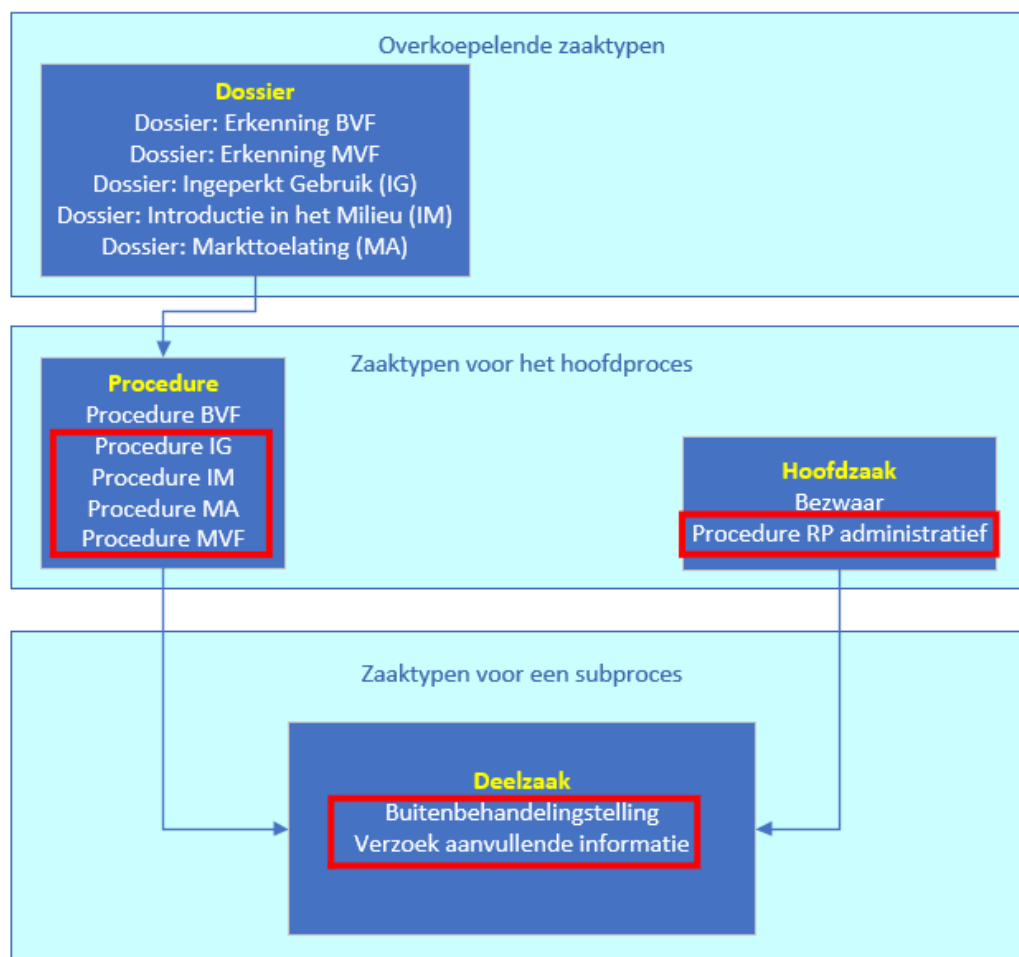 Overkoepelende zaaktypen
Dossier
Dossier: Erkenning BVF
Dossier: Erkenning MVF
Dossier: Ingeperkt Gebruik (IG)
Dossier: Introductie in het Milieu (IM)
Dossier: Markttoelating (MA)
Zaaktypen voor het hoofdproces
Procedure
Procedure BVF
Procedure IG
Procedure IM
Procedure MA
Procedure MVF
Hoofdzaak
Bezwaar
Procedure RP administratief
Zaaktypen voor een subproces
Deelzaak
Buitenbehandelingstelling
Verzoek aanvullende informatie